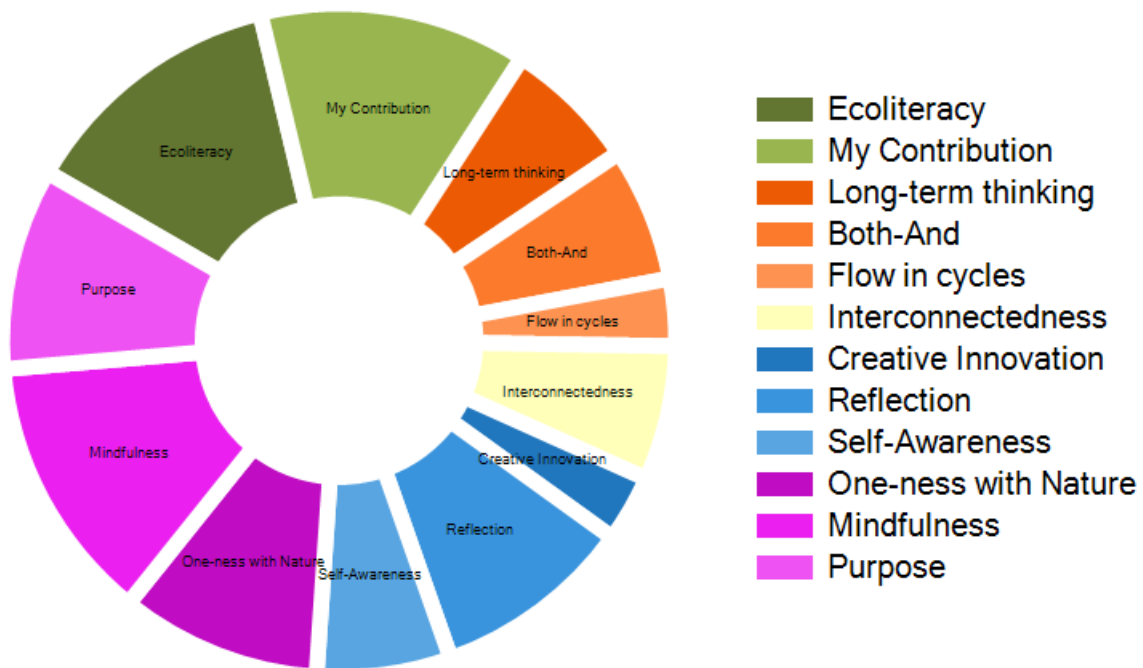 My Contribution
Ecoliteracy
Long-term thinking
Both-And
Purpose
Flow in cycles
Interconnectedness
Mindfulness
Creative Innovation
Reflection
One-ness with Nature
Self-Awareness
Ecoliteracy
My Contribution
Long-term thinking
Both-And
Flow in cycles
Interconnectedness
Creative Innovation
Reflection
Self-Awareness
One-ness with Nature
Mindfulness
Purpose